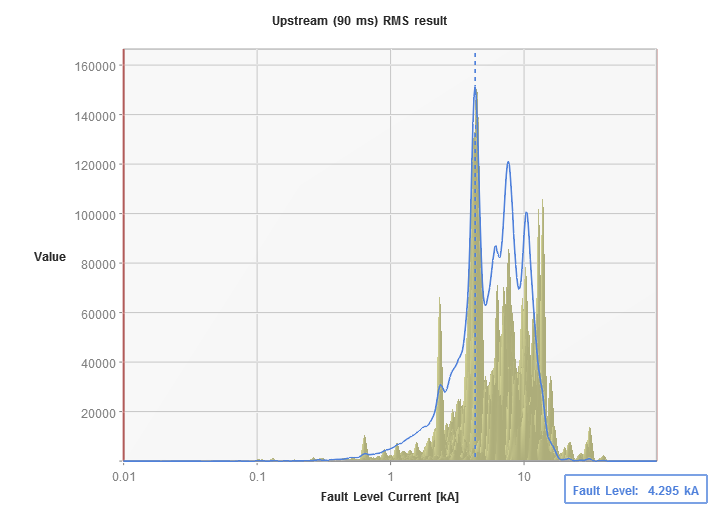 Upstream (90 ms) RMS result
160000
140000
120000
100000
80000
60000
40000
20000
Value
0.01 0.1 1 10
Fault Level Current [kA]
Fault Level: 4.295 kA